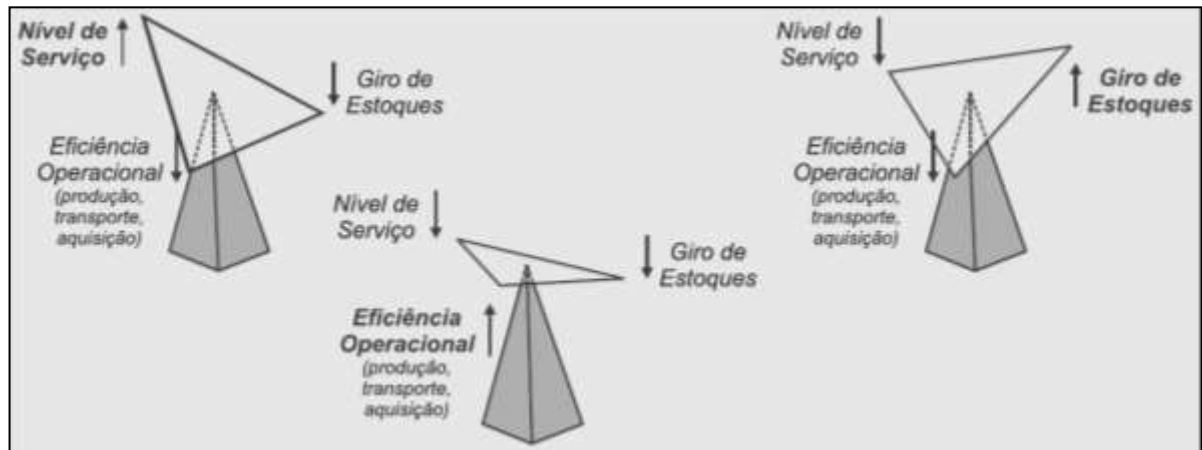 Nível de
Serviço
Giro de
Estoques
Eficiência
Operacional
(produção,
transporte,
aquisição)
Nível de
Serviço
Giro de
Estoques
Eficiência
Operacional
(produção,
transporte,
aquisição)
Nível de
Serviço
Giro de
Estoques
Eficiência
Operacional
(produção,
transporte,
aquisição)